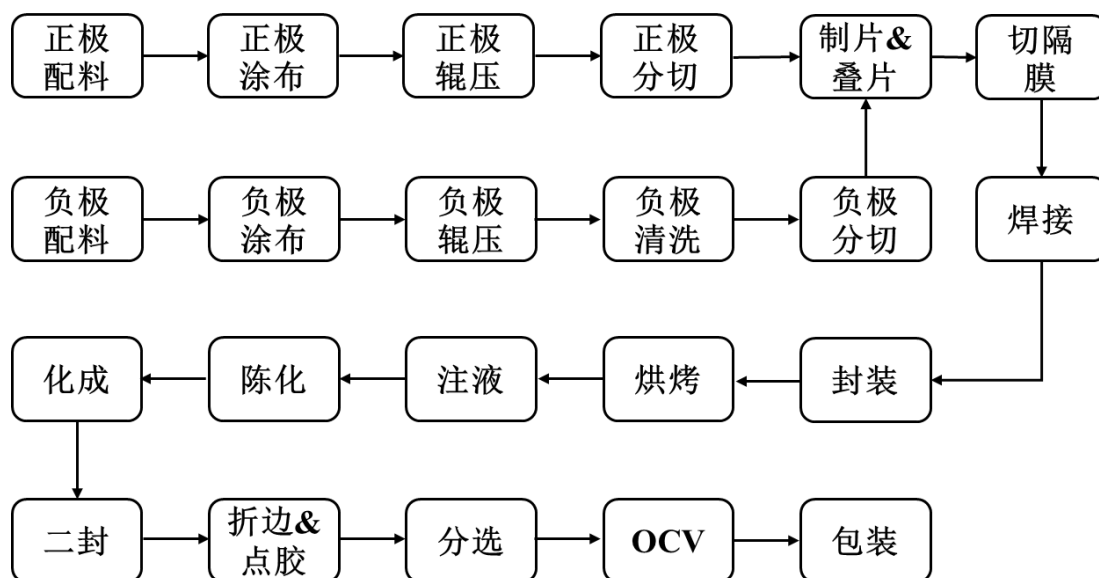 正极
配料
正极
涂布
正极
辊压
正极
分切
制片&
叠片
切隔
膜
负极
配料
负极
涂布
负极
辊压
负极
清洗
负极
分切
焊接
化成
陈化
注液
烘烤
封装
二封
折边&
点胶
分选
OCV
包装